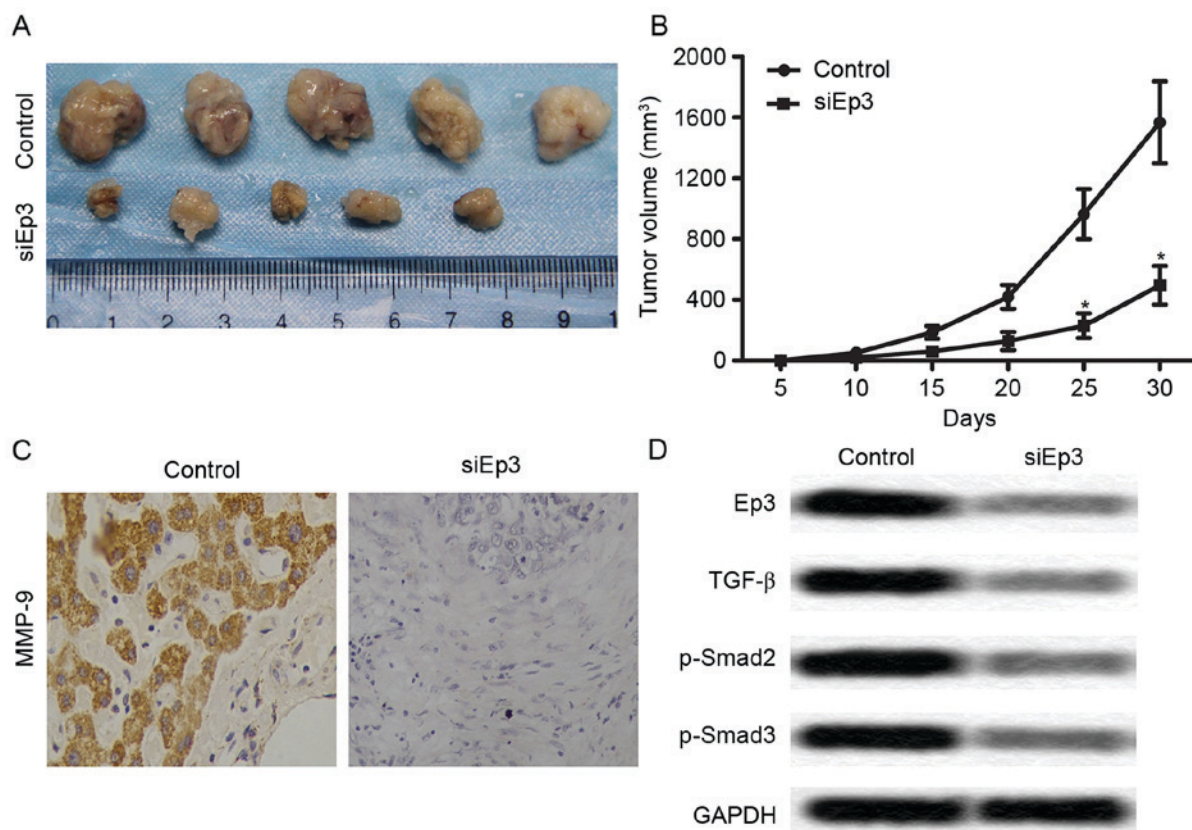 A
Control
siEp3
0 1 2 3 4 5 6 7 8 9 1
B
Control
siEp3
Tumor volume (mm³)
2000
1600
1200
800
400
0
*
*
5 10 15 20 25 30
Days
C
Control siEp3
MMP-9
D
Control siEp3
Ep3
TGF-β
p-Smad2
p-Smad3
GAPDH